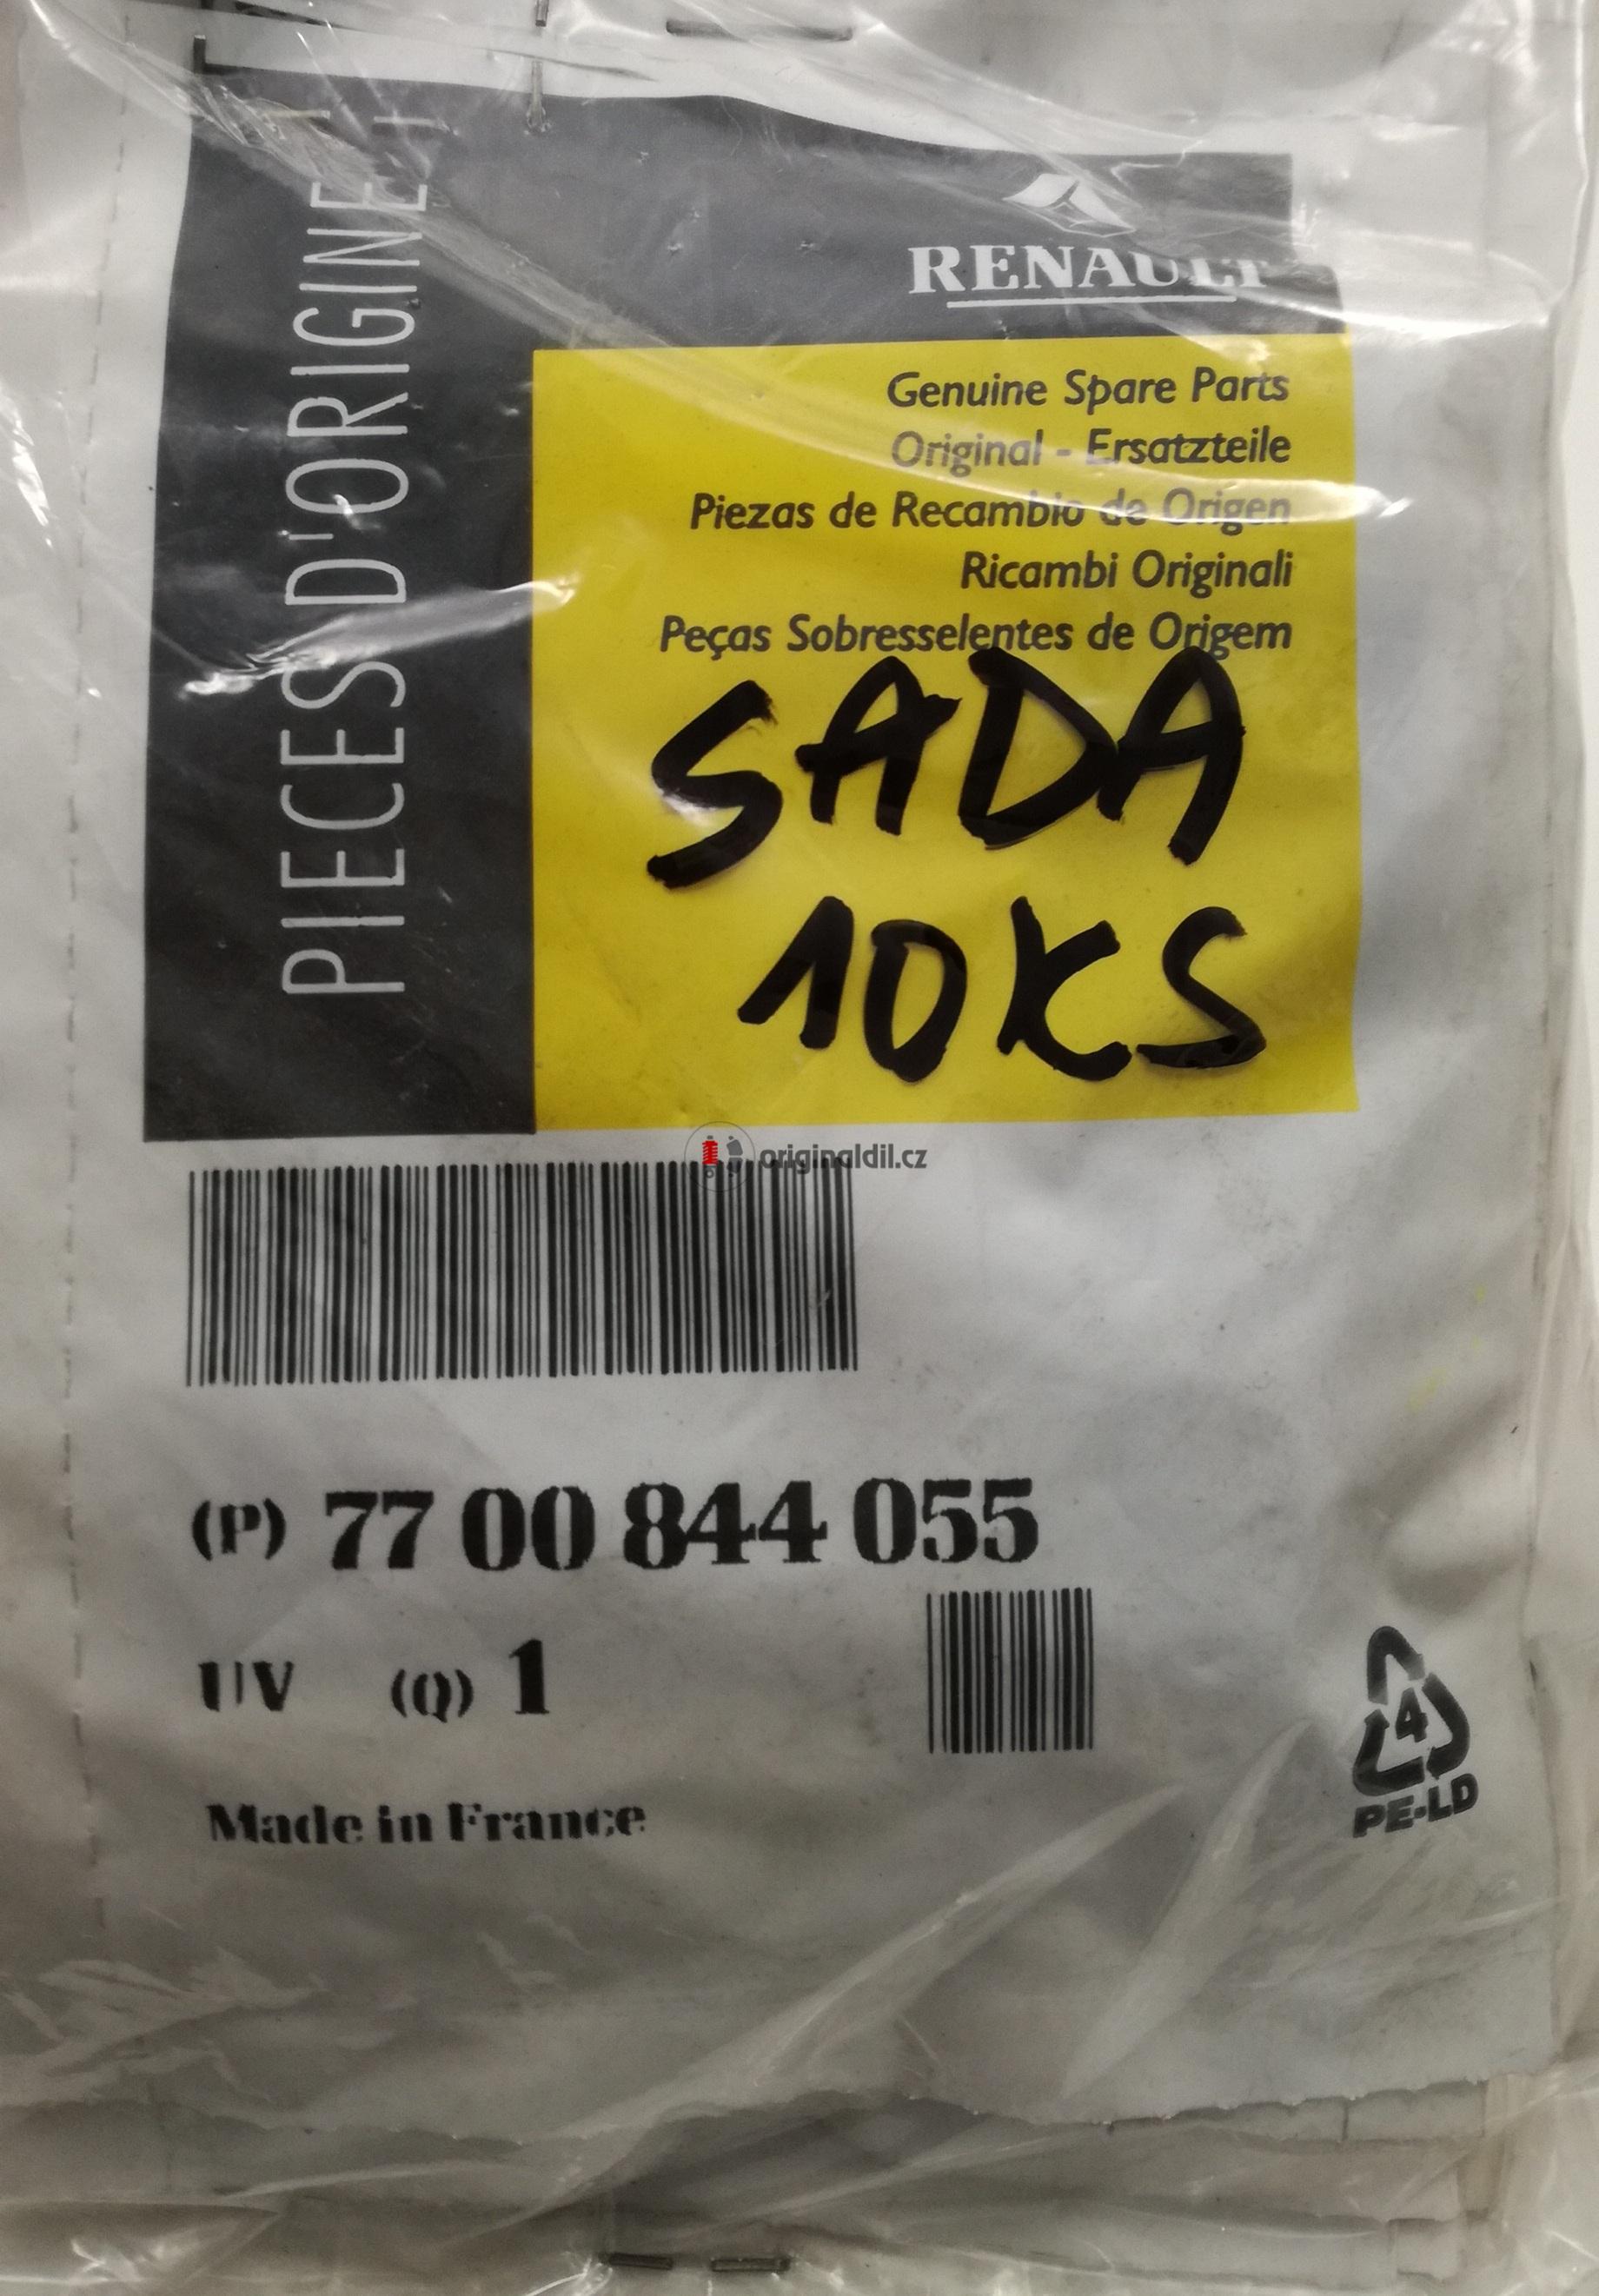 PIECES D'ORIGINE
RENAULT
Genuine Spare Parts
Original - Ersatzteile
Piezas de Recambio de Origen
Ricambi Originali
Peças Sobresselentes de Origem
SADA
10KS
originaldil.cz
(P) 77 00 844 055
UV (Q) 1
4
PE-LD
Made in France